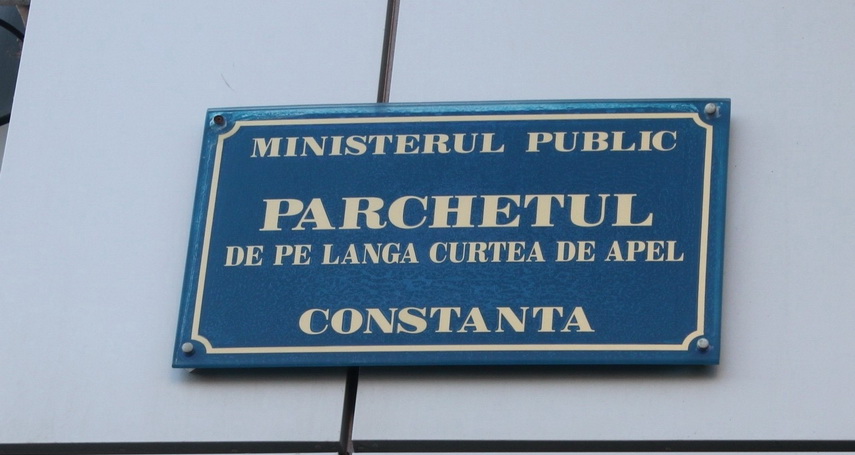 MINISTERUL PUBLIC
PARCHETUL
DE PE LANGA CURTEA DE APEL
CONSTANTA